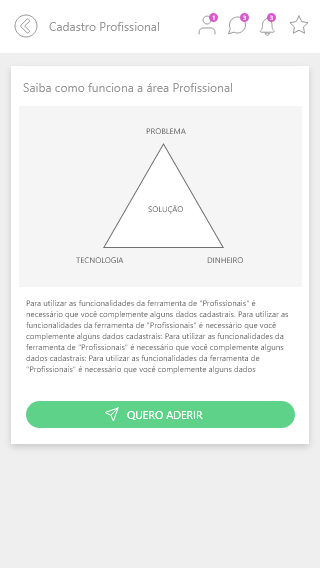 Cadastro Profissional
1
3
3
Saiba como funciona a área Profissional
PROBLEMA
SOLUÇÃO
TECNOLOGIA
DINHEIRO
Para utilizar as funcionalidades da ferramenta de "Profissionais" é
necessário que você complemente alguns dados cadastrais. Para utilizar as
funcionalidades da ferramenta de "Profissionais" é necessário que você
complemente alguns dados cadastrais: Para utilizar as funcionalidades da
ferramenta de "Profissionais" é necessário que você complemente alguns
dados cadastrais: Para utilizar as funcionalidades da ferramenta de
"Profissionais" é necessário que você complemente alguns dados
QUERO ADERIR